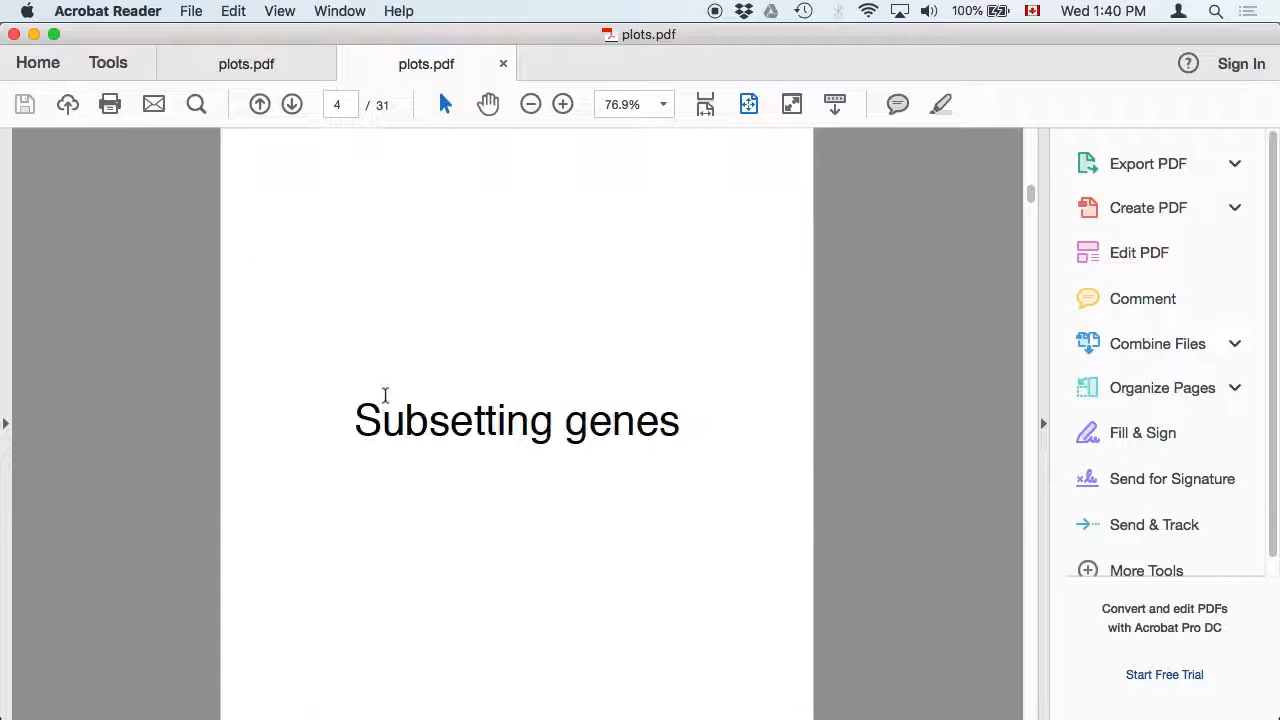 Acrobat Reader File Edit View Window Help 100% Wed 1:40 PM
plots.pdf
Home Tools plots.pdf plots.pdf × ? Sign In
4 / 31 76.9%
Export PDF
Create PDF
Edit PDF
Comment
Combine Files
Organize Pages
Subsetting genes
Fill & Sign
Send for Signature
Send & Track
More Tools
Convert and edit PDFs
with Acrobat Pro DC
Start Free Trial